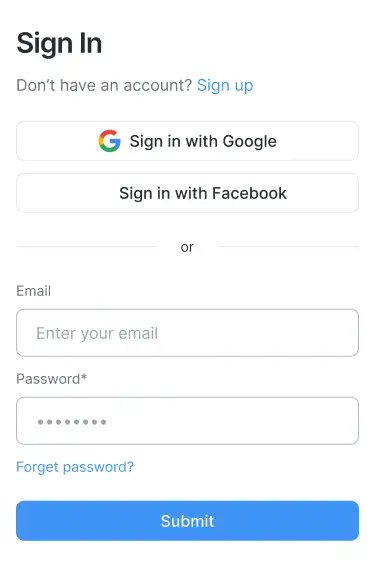 Sign In
Don’t have an account? Sign up
Sign in with Google
Sign in with Facebook
or
Email
Enter your email
Password*
••••••••
Forget password?
Submit